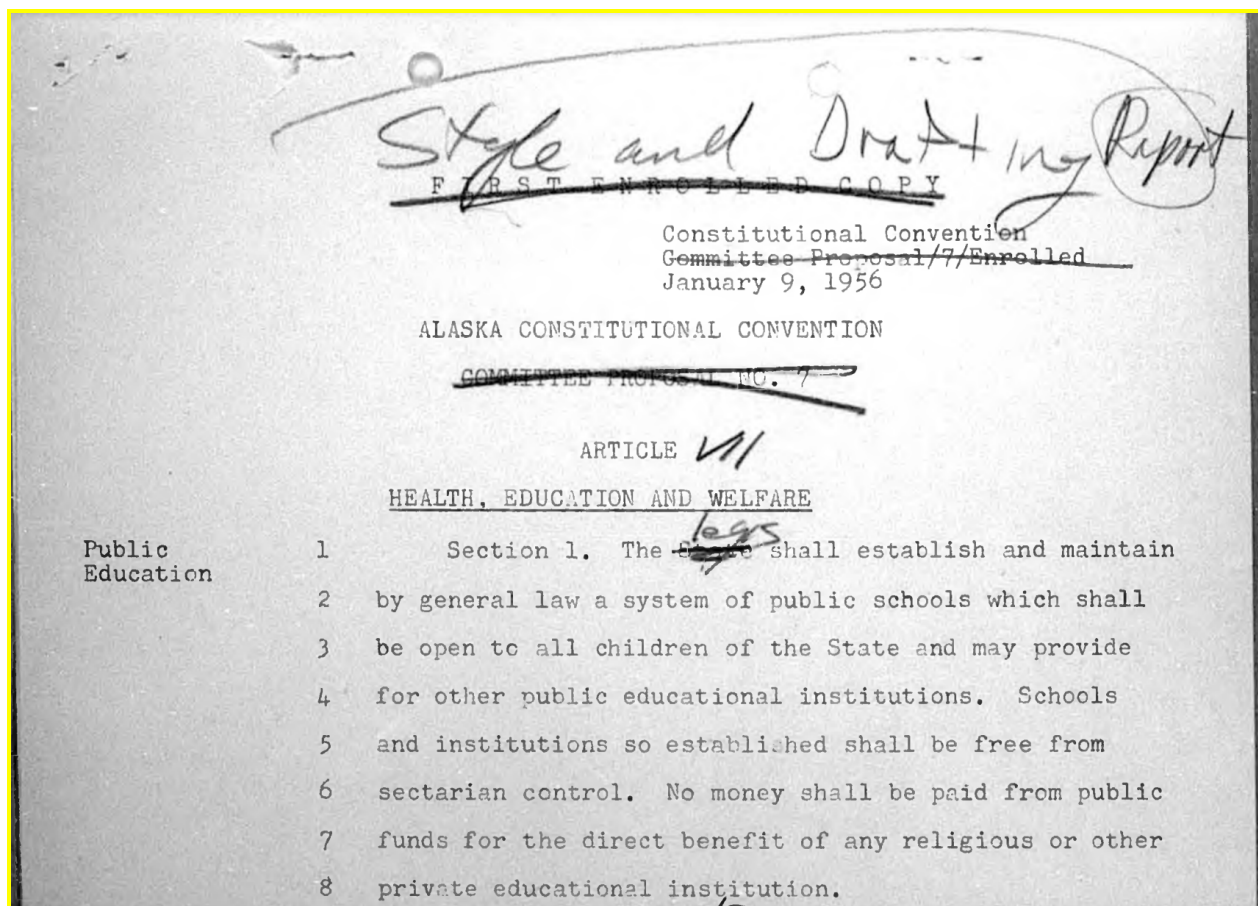 Style and Drafting Report
FIRST ENROLLED COPY
Constitutional Convention
Committee Proposal/7/Enrolled
January 9, 1956
ALASKA CONSTITUTIONAL CONVENTION
COMMITTEE PROPOSAL NO. 7
ARTICLE VII
HEALTH, EDUCATION AND WELFARE
legs
Public 1 Section 1. The State shall establish and maintain
Education
2 by general law a system of public schools which shall
3 be open to all children of the State and may provide
4 for other public educational institutions. Schools
5 and institutions so established shall be free from
6 sectarian control. No money shall be paid from public
7 funds for the direct benefit of any religious or other
8 private educational institution.